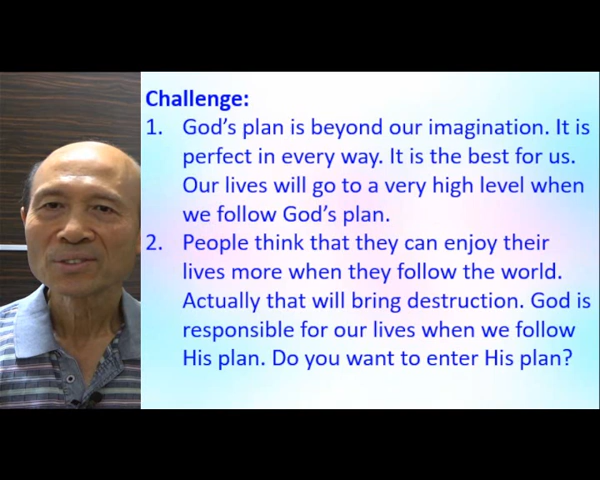 Challenge:
1. God’s plan is beyond our imagination. It is
perfect in every way. It is the best for us.
Our lives will go to a very high level when
we follow God’s plan.
2. People think that they can enjoy their
lives more when they follow the world.
Actually that will bring destruction. God is
responsible for our lives when we follow
His plan. Do you want to enter His plan?